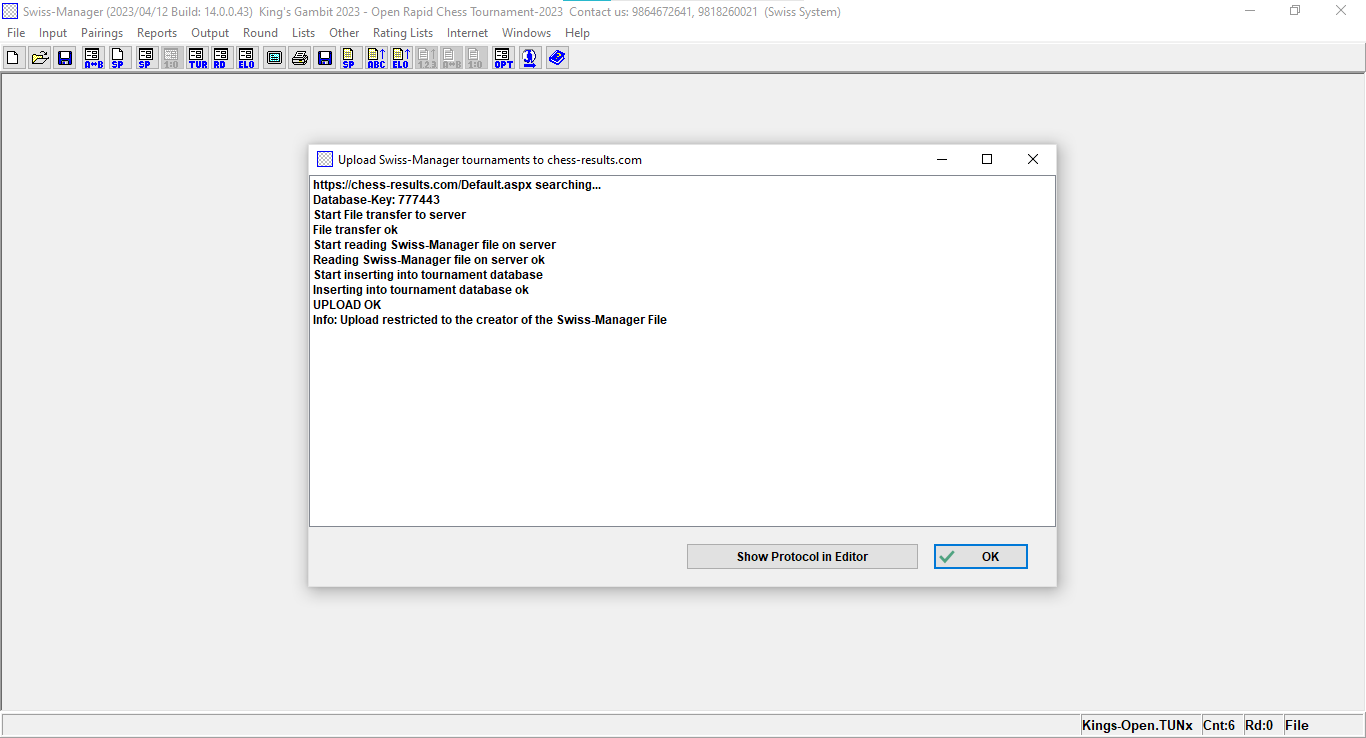 Swiss-Manager (2023/04/12 Build: 14.0.0.43)  King's Gambit 2023 - Open Rapid Chess Tournament-2023  Contact us: 9864672641, 9818260021  (Swiss System)
File Input Pairings Reports Output Round Lists Other Rating Lists Internet Windows Help
A↔B SP SP 1:0 TUR RD ELO SP ABC ELO 123 A↔B 1:0 OPT
Upload Swiss-Manager tournaments to chess-results.com
https://chess-results.com/Default.aspx searching...
Database-Key: 777443
Start File transfer to server
File transfer ok
Start reading Swiss-Manager file on server
Reading Swiss-Manager file on server ok
Start inserting into tournament database
Inserting into tournament database ok
UPLOAD OK
Info: Upload restricted to the creator of the Swiss-Manager File
Show Protocol in Editor OK
Kings-Open.TUNx Cnt:6 Rd:0 File